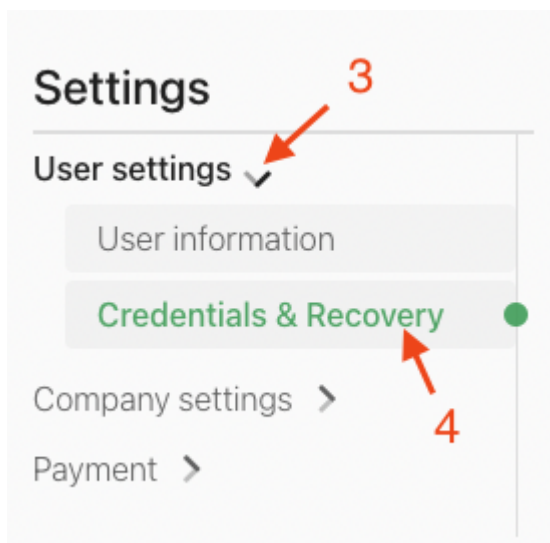 Settings
3
User settings
User information
Credentials & Recovery
Company settings
4
Payment